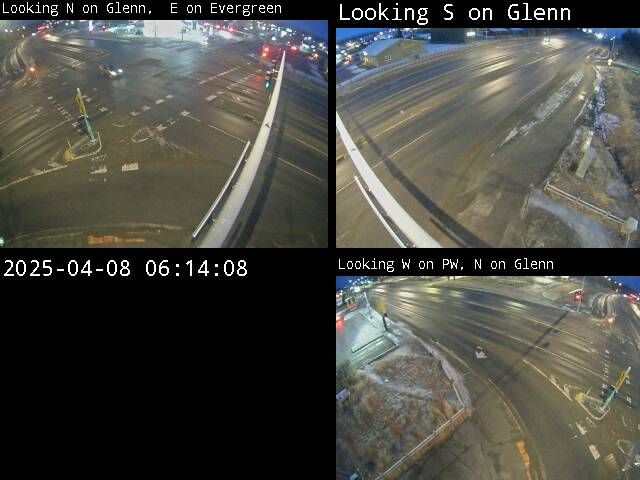 Looking N on Glenn,  E on Evergreen
Looking S on Glenn
2025-04-08 06:14:08
Looking W on PW, N on Glenn